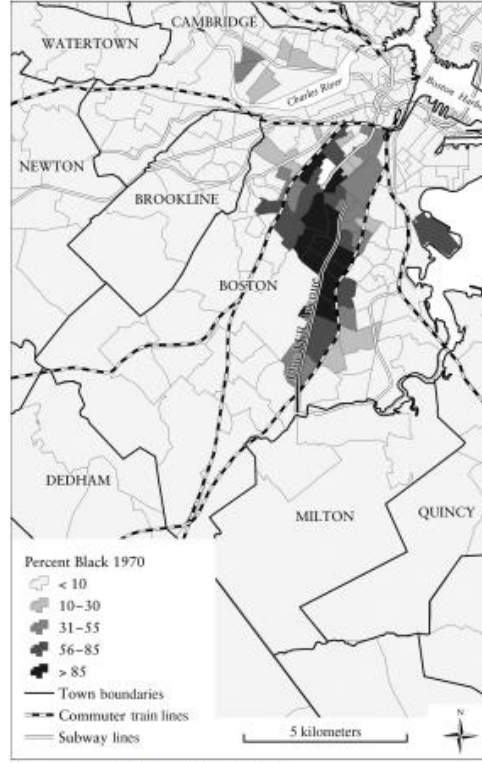 CAMBRIDGE
WATERTOWN
Charles River
Boston Harbor
NEWTON
BROOKLINE
BOSTON
DEDHAM
MILTON
QUINCY
Percent Black 1970
< 10
10–30
31–55
56–85
> 85
Town boundaries
Commuter train lines
Subway lines
5 kilometers
N